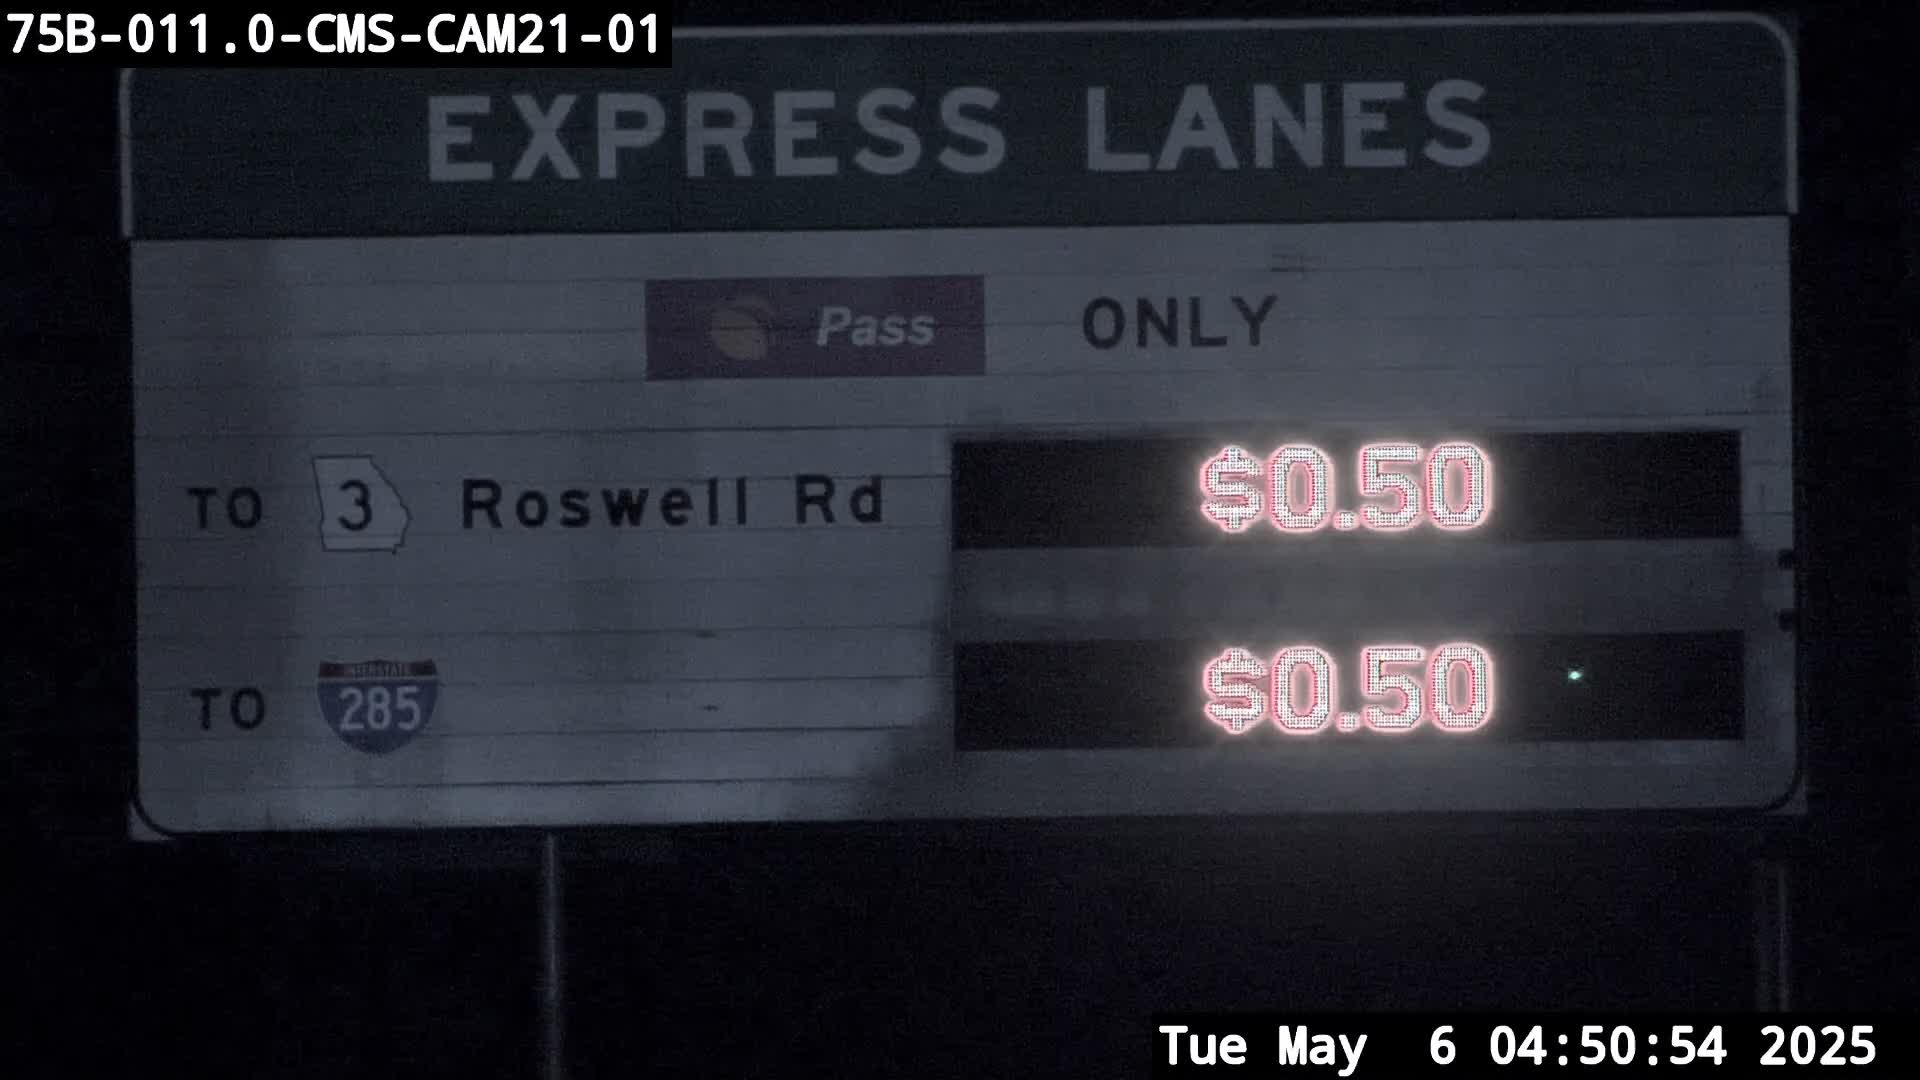 75B-011.0-CMS-CAM21-01
EXPRESS LANES
Pass ONLY
TO 3 Roswell Rd $0.50
INTERSTATE
TO 285 $0.50
Tue May 6 04:50:54 2025